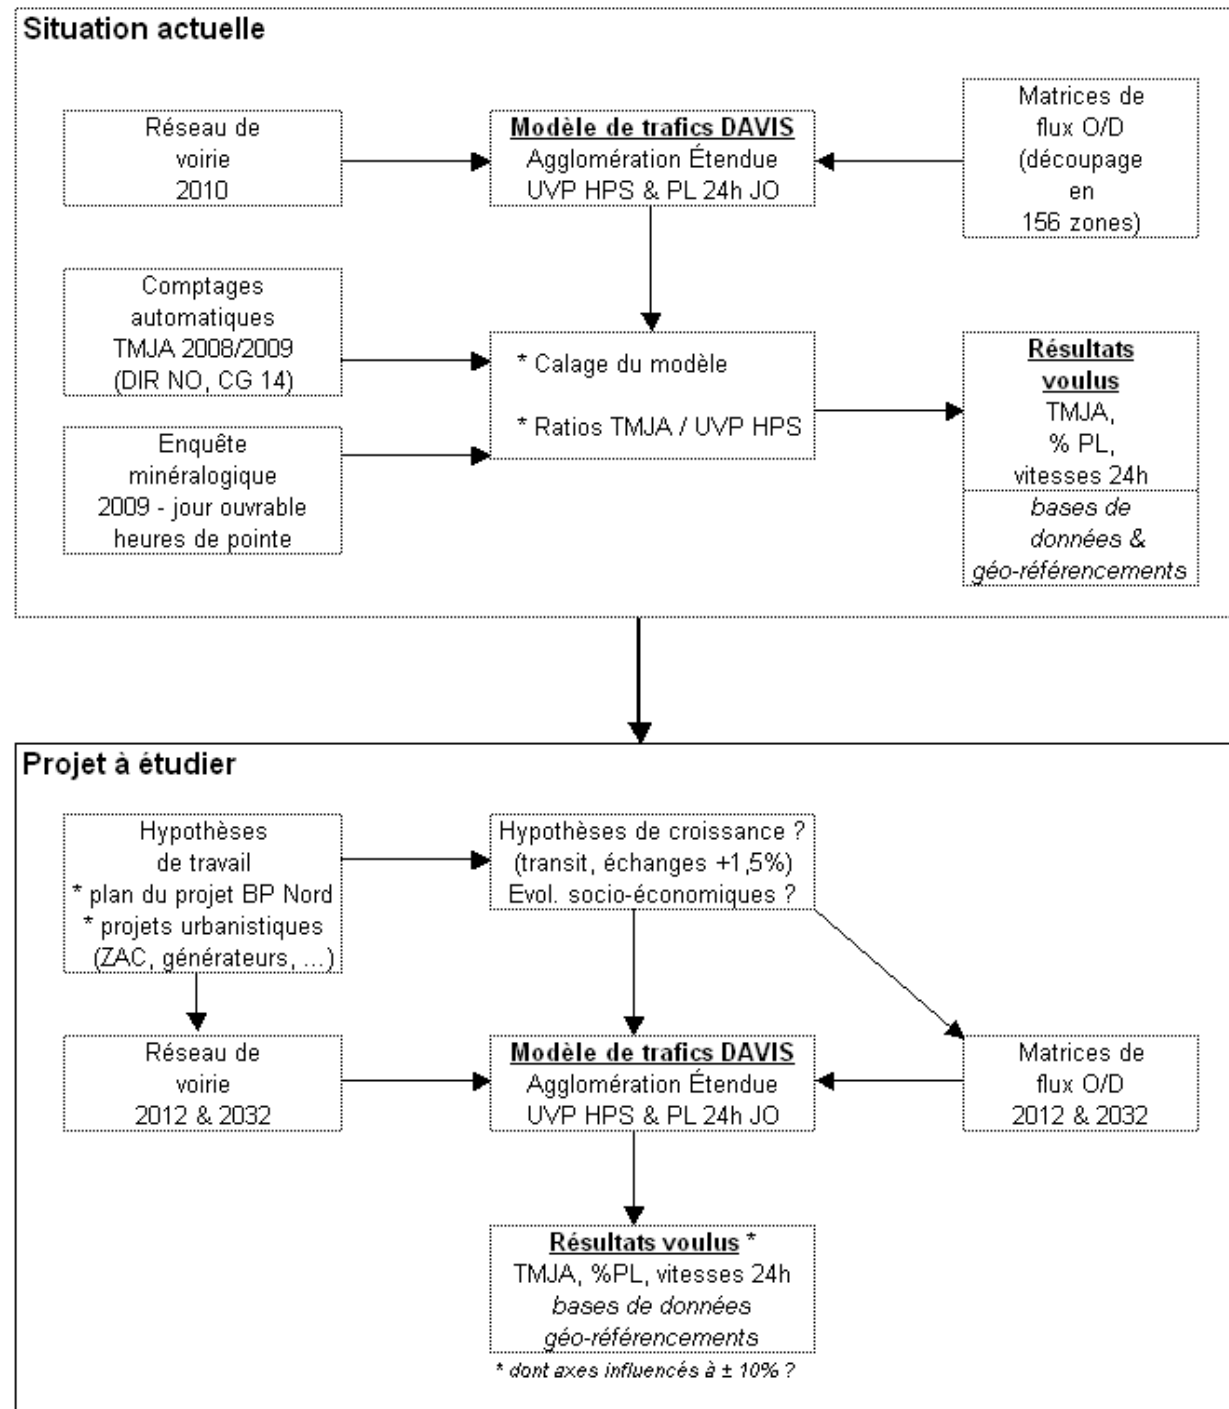 Situation actuelle
Réseau de
voirie
2010
Modèle de trafics DAVIS
Agglomération Étendue
UVP HPS & PL 24h JO
Matrices de
flux O/D
(découpage
en
156 zones)
Comptages
automatiques
TMJA 2008/2009
(DIR NO, CG 14)
Enquête
minéralogique
2009 - jour ouvrable
heures de pointe
* Calage du modèle
* Ratios TMJA / UVP HPS
Résultats
voulus
TMJA,
% PL,
vitesses 24h
bases de
données &
géo-référencements
Projet à étudier
Hypothèses
de travail
* plan du projet BP Nord
* projets urbanistiques
(ZAC, générateurs, ...)
Hypothèses de croissance ?
(transit, échanges +1,5%)
Evol. socio-économiques ?
Réseau de
voirie
2012 & 2032
Modèle de trafics DAVIS
Agglomération Étendue
UVP HPS & PL 24h JO
Matrices de
flux O/D
2012 & 2032
Résultats voulus *
TMJA, %PL, vitesses 24h
bases de données
géo-référencements
* dont axes influencés à ± 10% ?